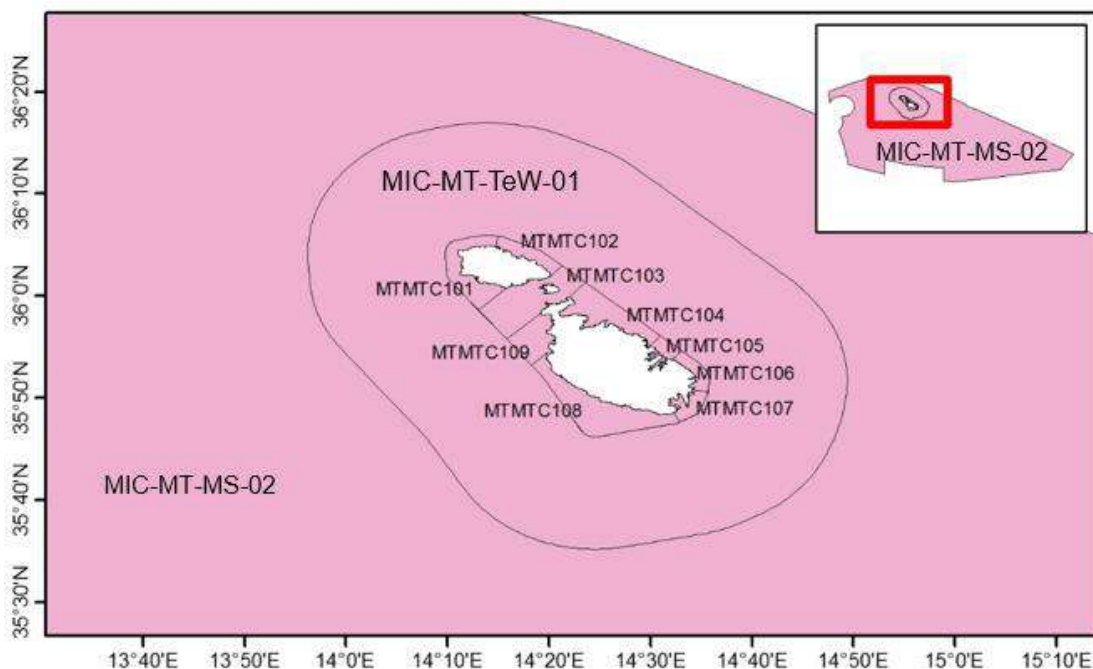 MIC-MT-MS-02
MIC-MT-TeW-01
MTMTC102
MTMTC103
MTMTC101
MTMTC104
MTMTC105
MTMTC109
MTMTC106
MTMTC108
MTMTC107
MIC-MT-MS-02
36°20'N
36°10'N
36°0'N
35°50'N
35°40'N
35°30'N
13°40'E 13°50'E 14°0'E 14°10'E 14°20'E 14°30'E 14°40'E 14°50'E 15°0'E 15°10'E